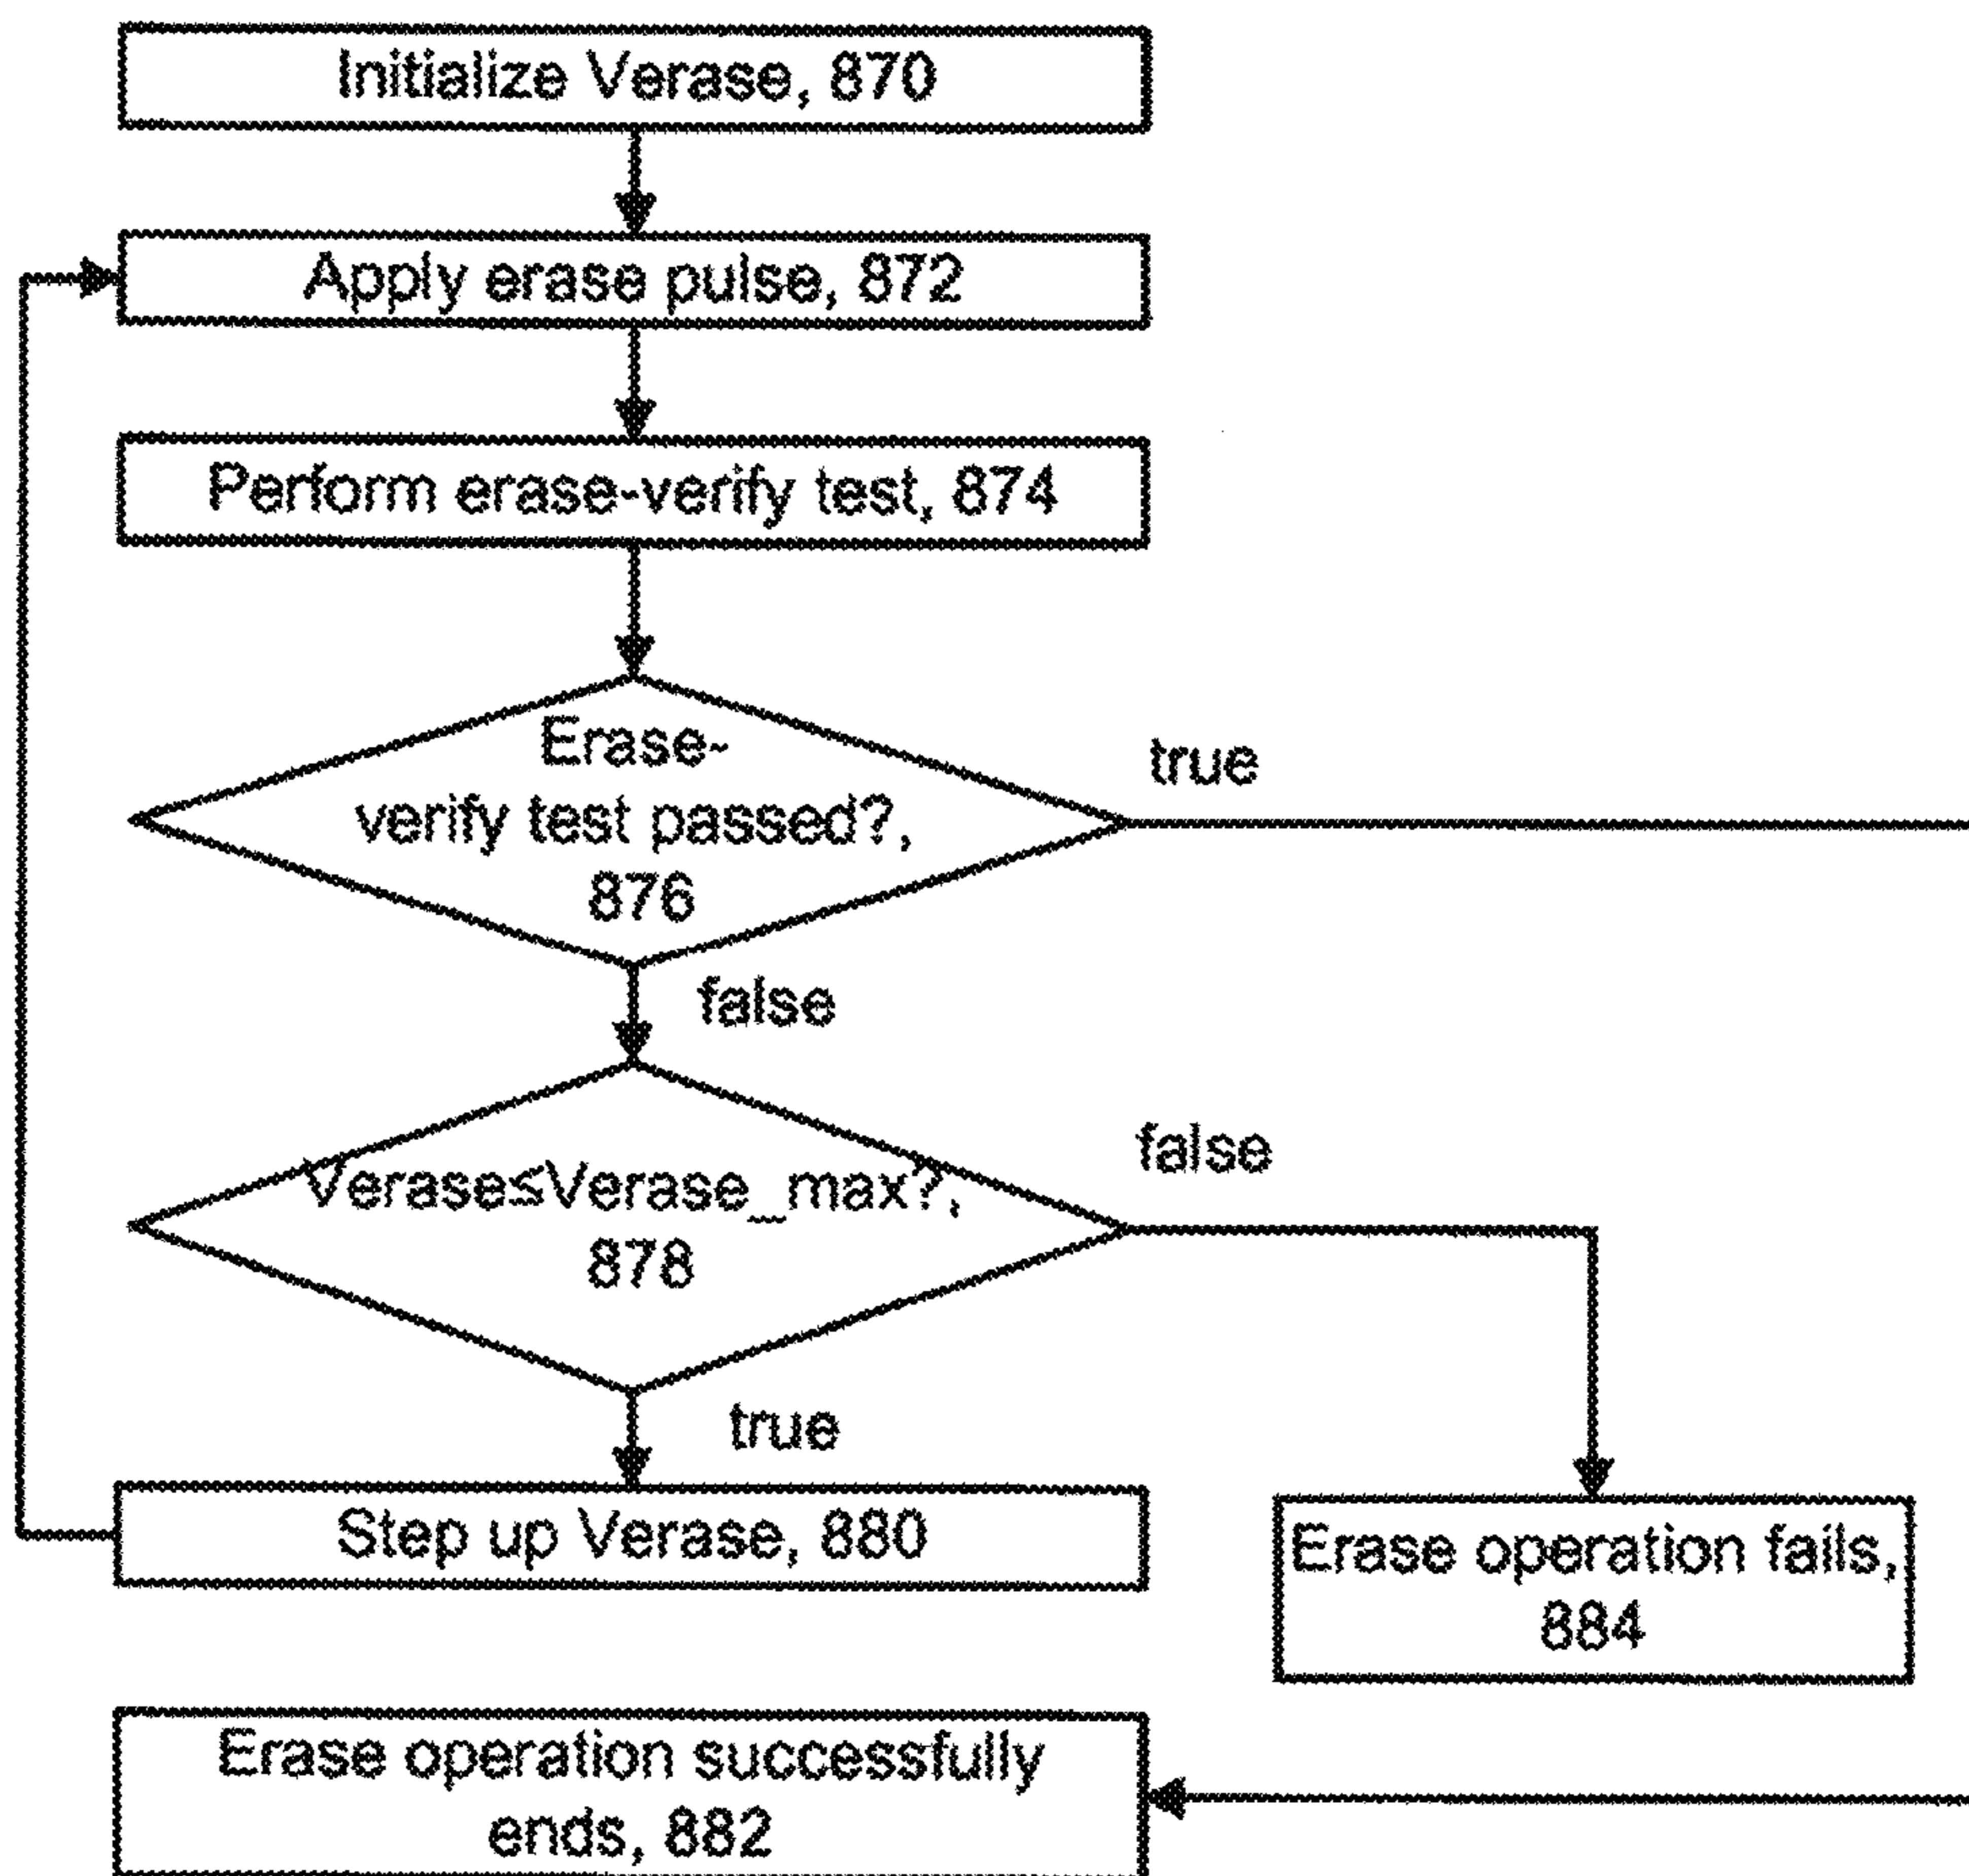 Initialize Verase, 870
Apply erase pulse, 872
Perform erase-verify test, 874
Erase-
verify test passed?,
876
true
false
Verase≤Verase_max?,
878
false
true
Step up Verase, 880
Erase operation fails,
884
Erase operation successfully
ends, 882